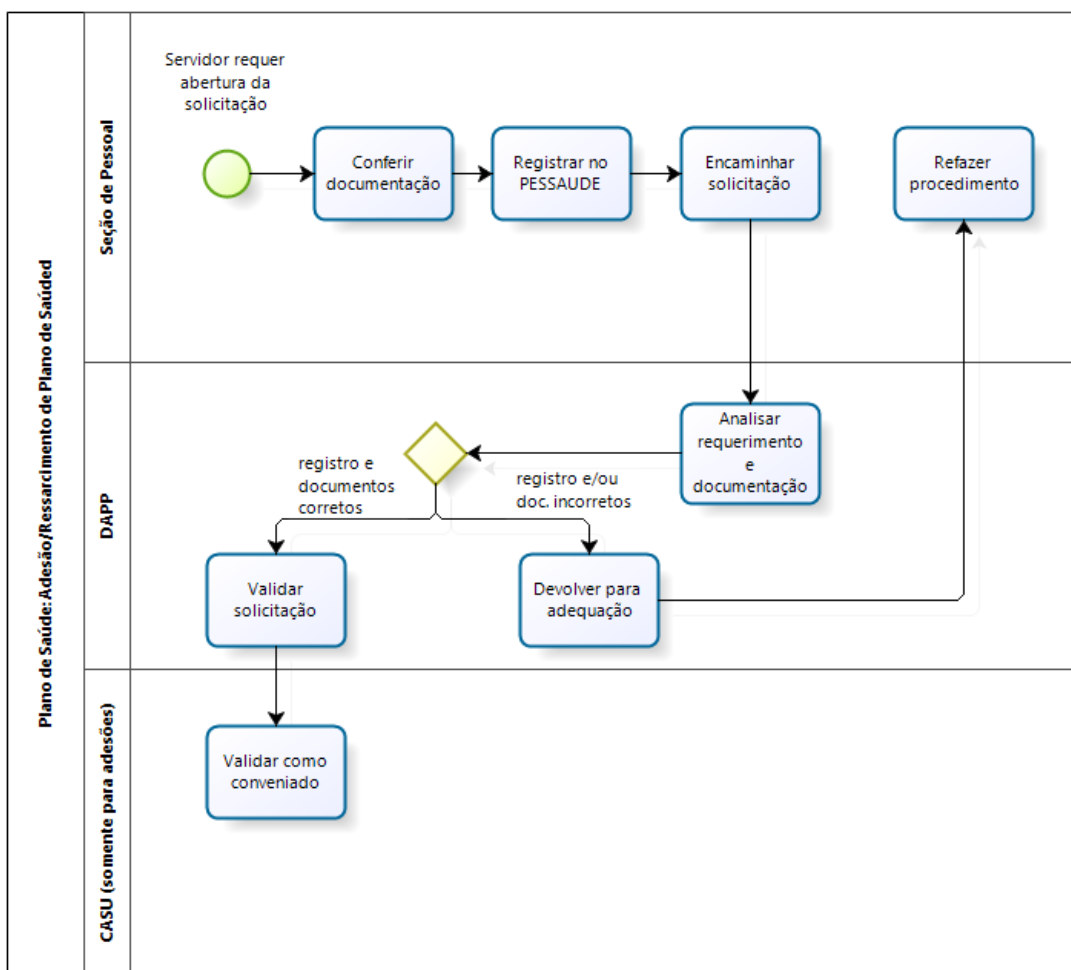 Plano de Saúde: Adesão/Ressarcimento de Plano de Saúded
Seção de Pessoal
Servidor requer
abertura da
solicitação
Conferir
documentação
Registrar no
PESSAUDE
Encaminhar
solicitação
Refazer
procedimento
DAPP
Analisar
requerimento
e
documentação
registro e
documentos
corretos
registro e/ou
doc. incorretos
Validar
solicitação
Devolver para
adequação
CASU (somente para adesões)
Validar como
conveniado